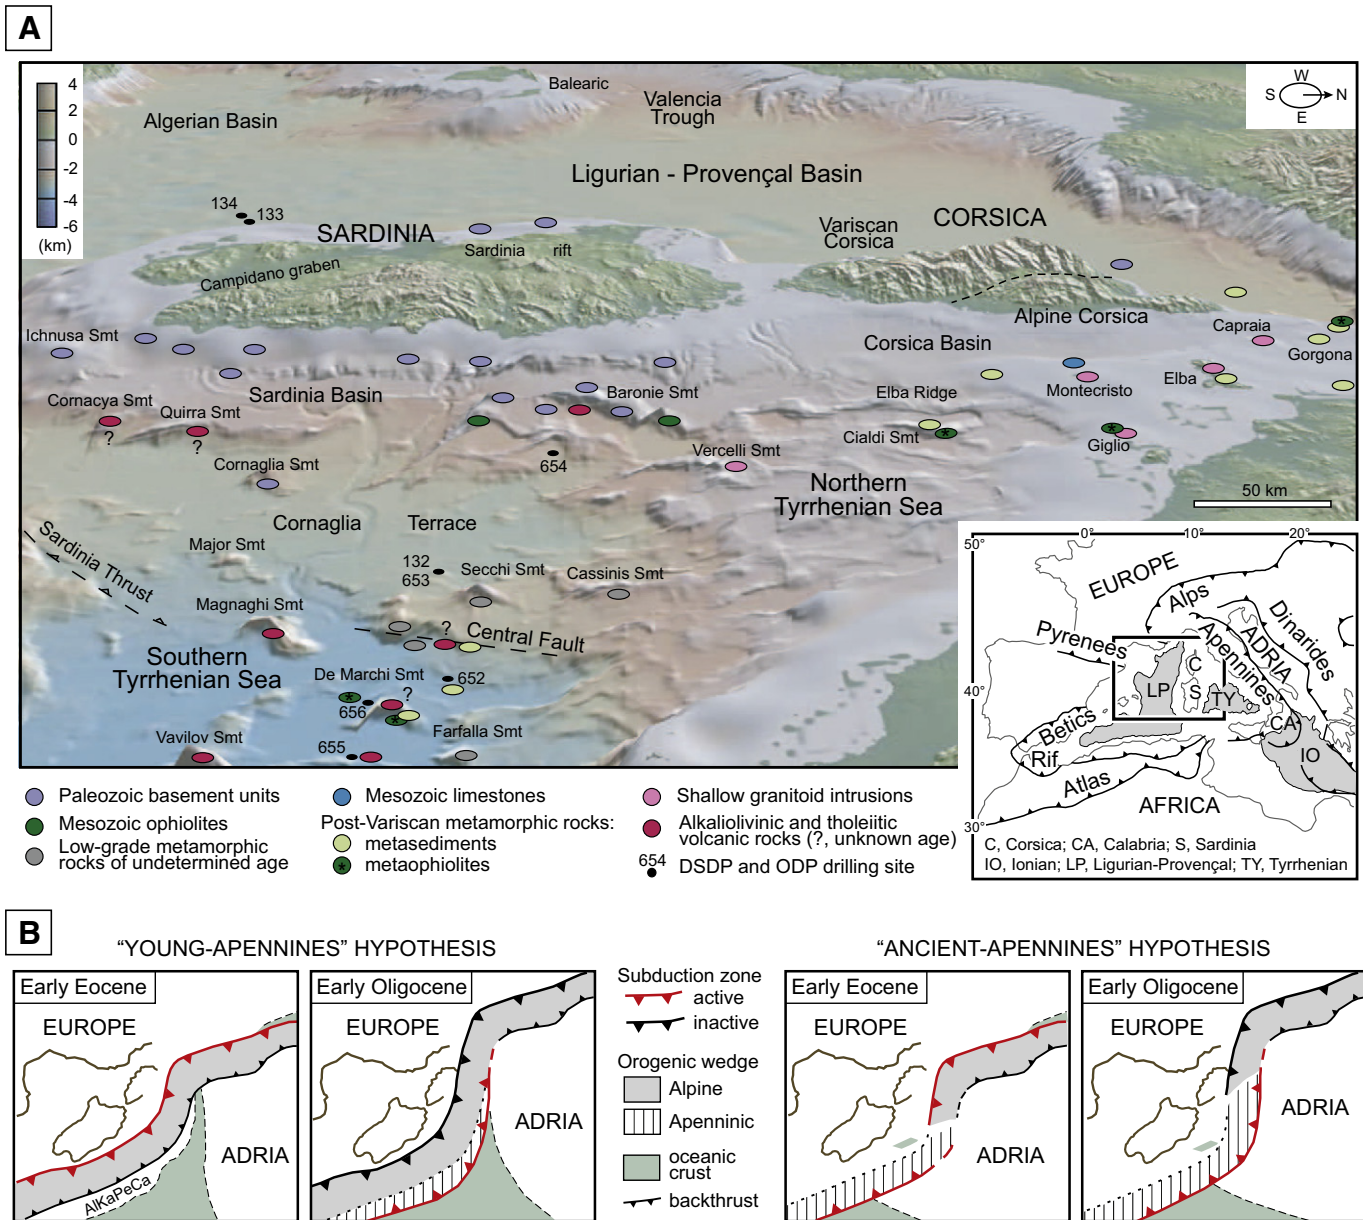 A
4
2
0
-2
-4
-6
(km)
Balearic
Valencia
Trough
Algerian Basin
W
S
N
E
Ligurian - Provençal Basin
134
133
SARDINIA
Sardinia rift
Campidano graben
Variscan
Corsica
CORSICA
Alpine Corsica
Capraia
Gorgona
Ichnusa Smt
Corsica Basin
Elba
Montecristo
Elba Ridge
Cornacya Smt
?
Quirra Smt
?
Sardinia Basin
Baronie Smt
Cialdi Smt
Giglio
Cornaglia Smt
654
Vercelli Smt
Northern
Tyrrhenian Sea
50 km
Cornaglia Terrace
Sardinia Thrust
Major Smt
132
653
Secchi Smt
Cassinis Smt
Magnaghi Smt
?
Central Fault
Southern
Tyrrhenian Sea
De Marchi Smt
652
?
656
Farfalla Smt
Vavilov Smt
655
0°
10°
20°
50°
40°
30°
EUROPE
Alps
Dinarides
ADRIA
Apennines
Pyrenees
C
LP
S
TY
CA
IO
Betics
Rif
Atlas
AFRICA
C, Corsica; CA, Calabria; S, Sardinia
IO, Ionian; LP, Ligurian-Provençal; TY, Tyrrhenian
Paleozoic basement units
Mesozoic ophiolites
Low-grade metamorphic
rocks of undetermined age
Mesozoic limestones
Post-Variscan metamorphic rocks:
metasediments
metaophiolites
Shallow granitoid intrusions
Alkaliolivinic and tholeiitic
volcanic rocks (?, unknown age)
654
DSDP and ODP drilling site
B
“YOUNG-APENNINES” HYPOTHESIS
Early Eocene
EUROPE
ADRIA
AlKaPeCa
Early Oligocene
EUROPE
ADRIA
Subduction zone
active
inactive
Orogenic wedge
Alpine
Apenninic
oceanic
crust
backthrust
“ANCIENT-APENNINES” HYPOTHESIS
Early Eocene
EUROPE
ADRIA
Early Oligocene
EUROPE
ADRIA